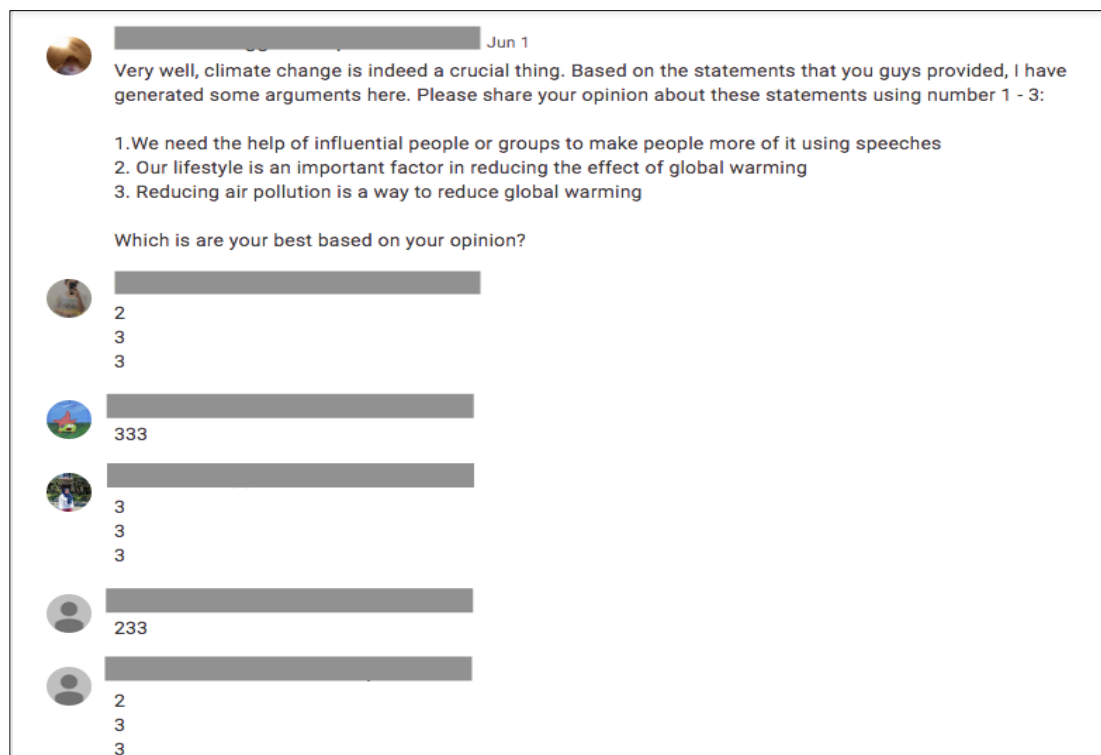 Jun 1
Very well, climate change is indeed a crucial thing. Based on the statements that you guys provided, I have
generated some arguments here. Please share your opinion about these statements using number 1 - 3:
1.We need the help of influential people or groups to make people more of it using speeches
2. Our lifestyle is an important factor in reducing the effect of global warming
3. Reducing air pollution is a way to reduce global warming
Which is are your best based on your opinion?
2
3
3
333
3
3
3
233
2
3
3